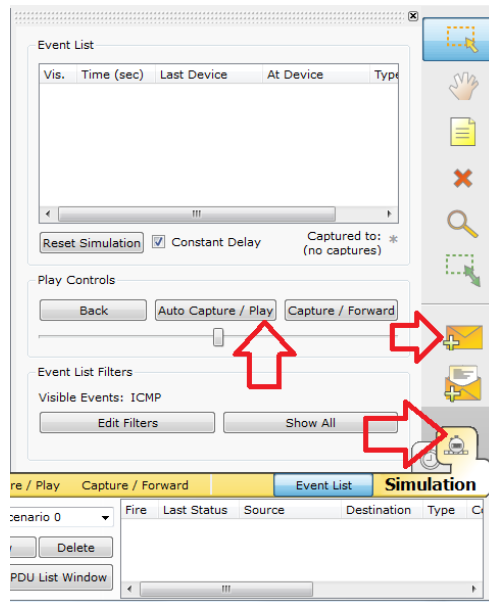 Event List
Vis. Time (sec) Last Device At Device Type
Reset Simulation Constant Delay Captured to: *
(no captures)
Play Controls
Back Auto Capture / Play Capture / Forward
Event List Filters
Visible Events: ICMP
Edit Filters Show All
re / Play Capture / Forward Event List Simulation
cenario 0 Fire Last Status Source Destination Type Co
Delete
PDU List Window